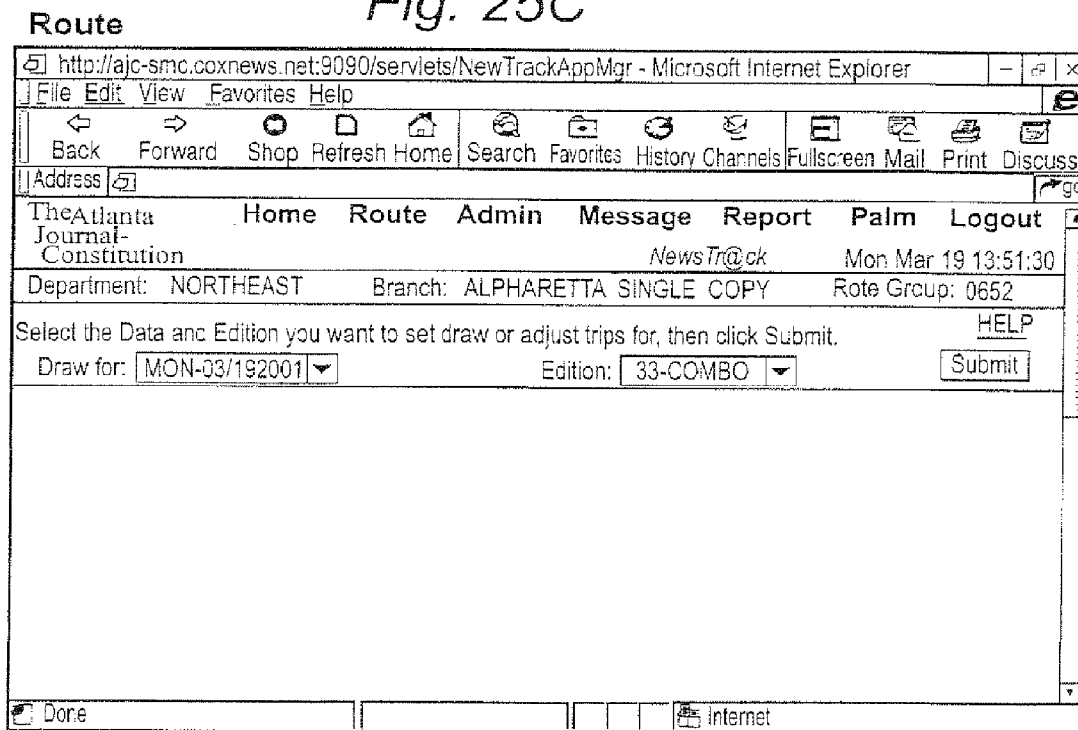 Fig. 25C
Route
http://ajc-smc.coxnews.net:9090/servlets/NewTrackAppMgr - Microsoft Internet Explorer
File Edit View Favorites Help
Back Forward Shop Refresh Home Search Favorites History Channels Fullscreen Mail Print Discuss
Address go
The Atlanta Journal-Constitution Home Route Admin Message Report Palm Logout
NewsTr@ck Mon Mar 19 13:51:30
Department: NORTHEAST Branch: ALPHARETTA SINGLE COPY Rote Group: 0652
Select the Data and Edition you want to set draw or adjust trips for, then click Submit. HELP
Draw for: MON-03/192001 Edition: 33-COMBO Submit
Done Internet